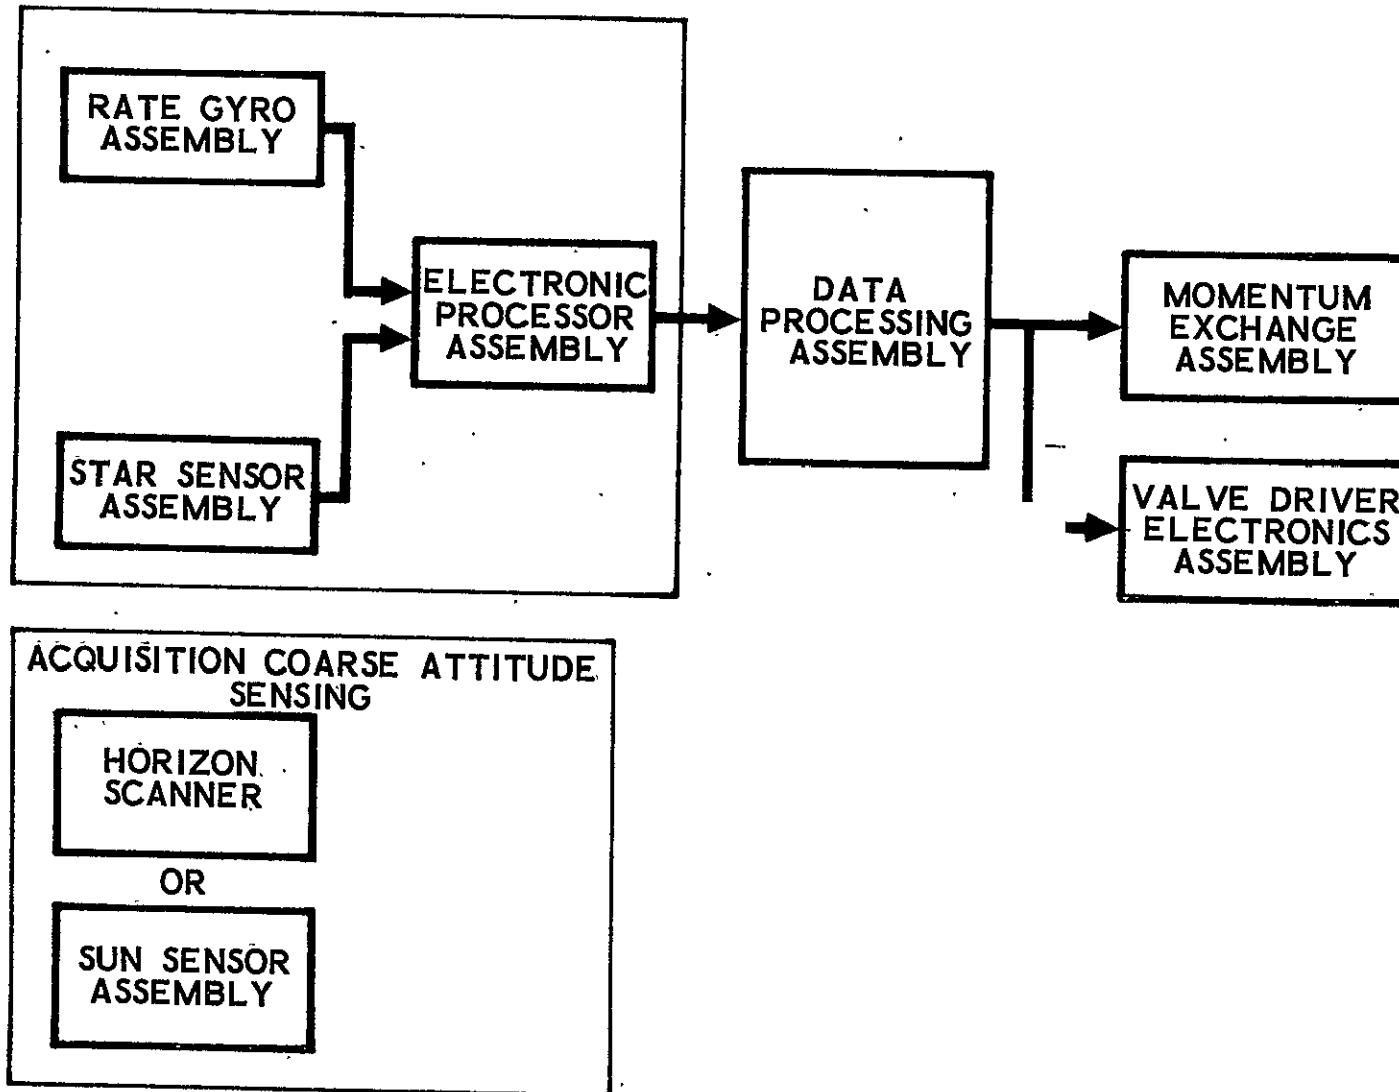 RATE GYRO
ASSEMBLY
ELECTRONIC
PROCESSOR
ASSEMBLY
STAR SENSOR
ASSEMBLY
DATA
PROCESSING
ASSEMBLY
MOMENTUM
EXCHANGE
ASSEMBLY
VALVE DRIVER
ELECTRONICS
ASSEMBLY
ACQUISITION COARSE ATTITUDE
SENSING
HORIZON
SCANNER
OR
SUN SENSOR
ASSEMBLY